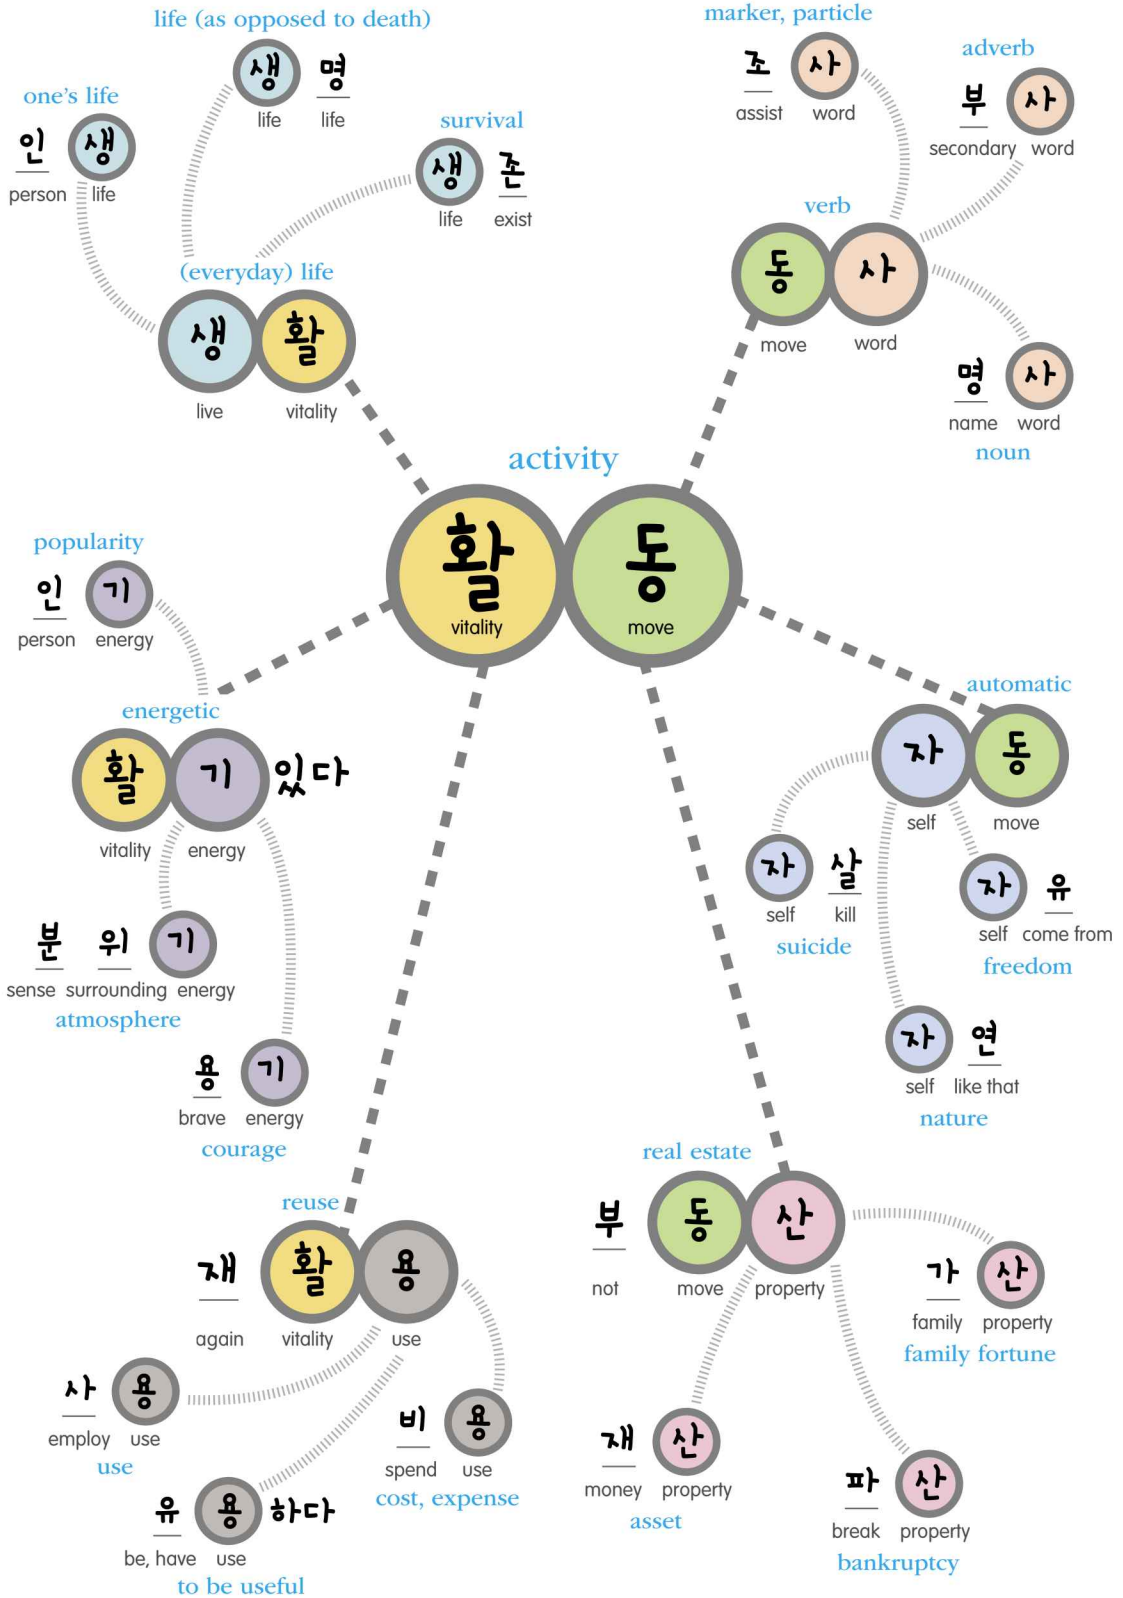 life (as opposed to death)
생 명
life life
one's life
인 생
person life
survival
생 존
life exist
(everyday) life
생 활
live vitality
marker, particle
조 사
assist word
adverb
부 사
secondary word
verb
동 사
move word
명 사
name word
noun
activity
활 동
vitality move
popularity
인 기
person energy
energetic
활 기 있다
vitality energy
분 위 기
sense surrounding energy
atmosphere
용 기
brave energy
courage
automatic
자 동
self move
자 살
self kill
suicide
자 유
self come from
freedom
자 연
self like that
nature
reuse
재 활 용
again vitality use
사 용
employ use
use
비 용
spend use
cost, expense
유 용 하다
be, have use
to be useful
real estate
부 동 산
not move property
가 산
family property
family fortune
재 산
money property
asset
파 산
break property
bankruptcy